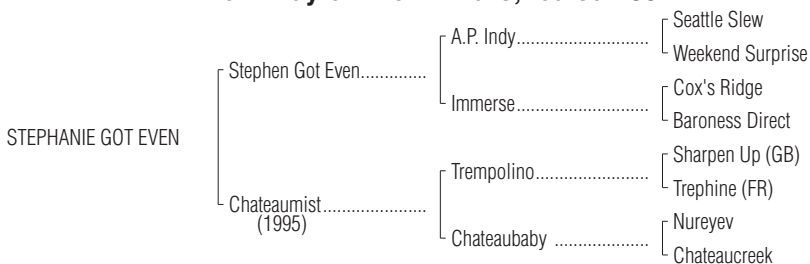 Seattle Slew
A.P. Indy
Weekend Surprise
Stephen Got Even
Cox's Ridge
Immerse
Baroness Direct
STEPHANIE GOT EVEN
Sharpen Up (GB)
Trempolino
Trephine (FR)
Chateaumist
(1995)
Nureyev
Chateaubaby
Chateaucreek